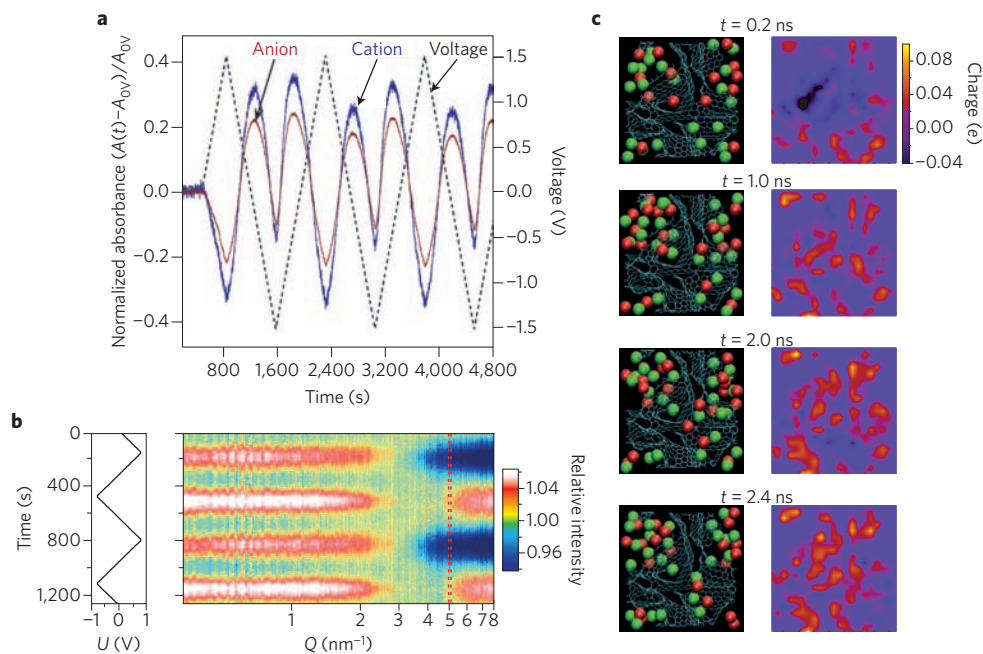 a
Anion
Cation
Voltage
0.4
0.2
0.0
−0.2
−0.4
Normalized absorbance (A(t)−A0V)/A0V
1.5
1.0
0.5
0.0
−0.5
−1.0
−1.5
Voltage (V)
800 1,600 2,400 3,200 4,000 4,800
Time (s)
b
0
400
800
1,200
Time (s)
−1 0 1
U (V)
1 2 3 4 5 6 7 8
Q (nm−1)
1.04
1.00
0.96
Relative intensity
c
t = 0.2 ns
0.08
0.04
0.00
−0.04
Charge (e)
t = 1.0 ns
t = 2.0 ns
t = 2.4 ns